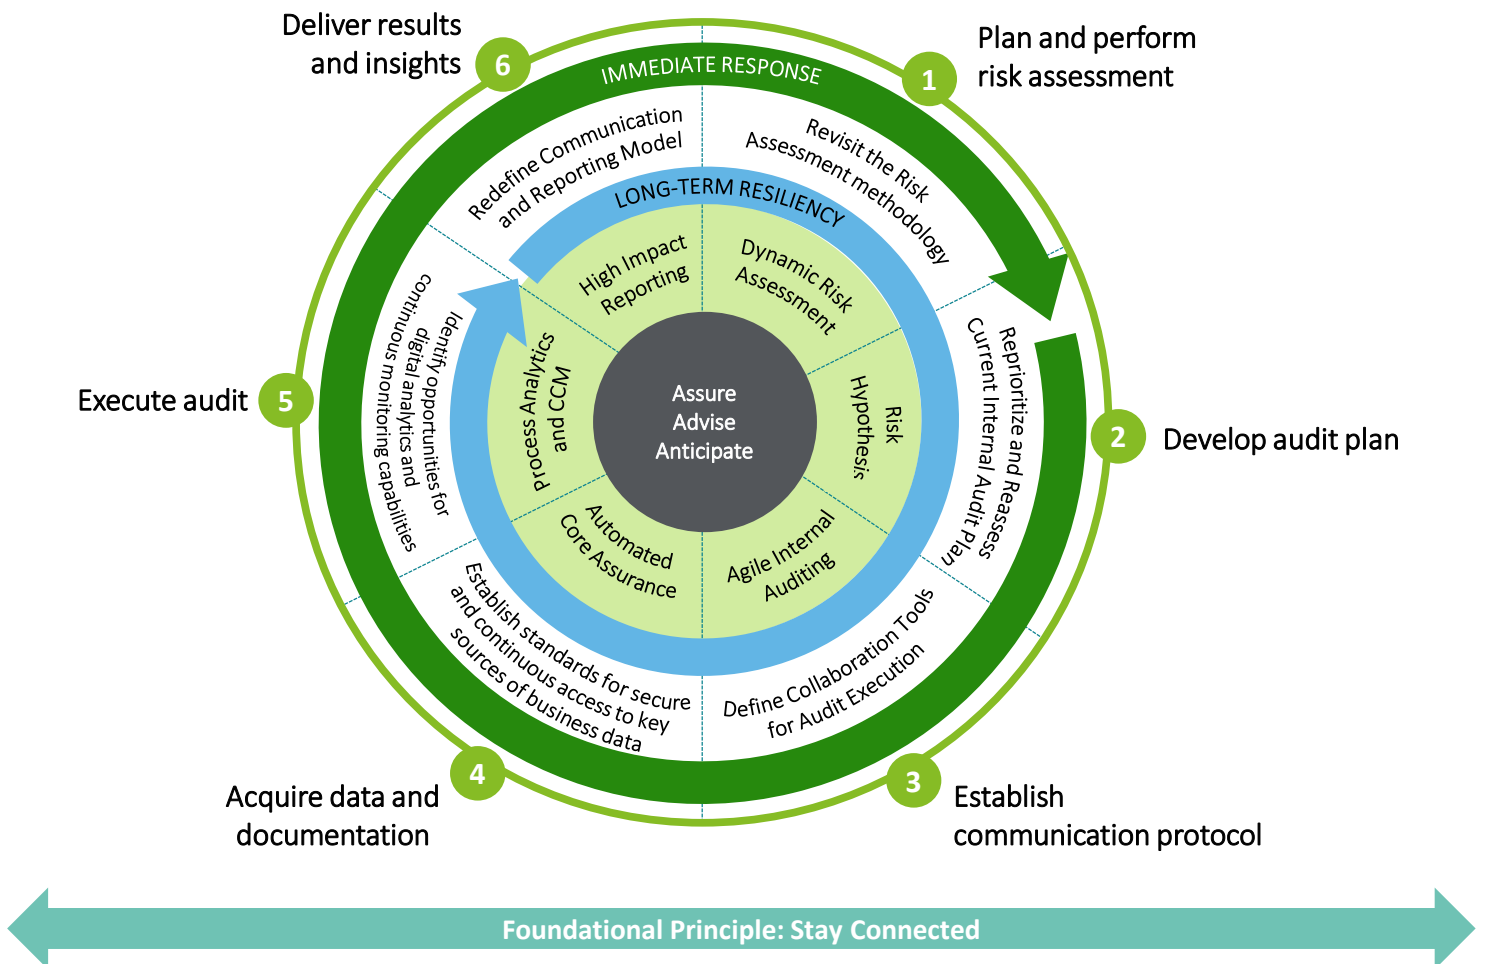 Deliver results
and insights
6
1
Plan and perform
risk assessment
IMMEDIATE RESPONSE
Redefine Communication
and Reporting Model
Revisit the Risk
Assessment methodology
LONG-TERM RESILIENCY
High Impact
Reporting
Dynamic Risk
Assessment
Identify opportunities for
digital analytics and
continuous monitoring capabilities
Process Analytics
and CCM
Assure
Advise
Anticipate
Risk
Hypothesis
Reprioritize and Reassess
Current Internal Audit Plan
Execute audit
5
2
Develop audit plan
Automated
Core Assurance
Agile Internal
Auditing
Establish standards for secure
and continuous access to key
sources of business data
Define Collaboration Tools
for Audit Execution
4
3
Acquire data and
documentation
Establish
communication protocol
Foundational Principle: Stay Connected